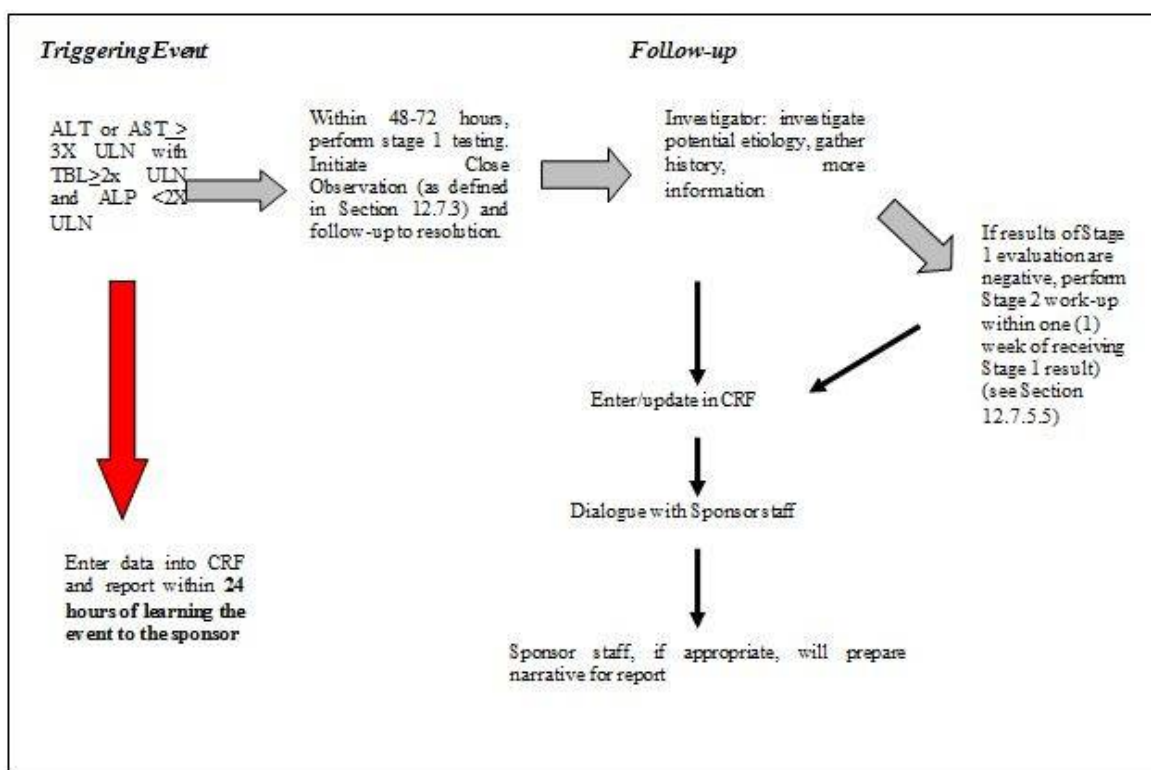 Triggering Event
Follow-up
ALT or AST >
3X ULN with
TBL>2x ULN
and ALP <2X
ULN
Within 48-72 hours,
perform stage 1 testing.
Initiate Close
Observation (as defined
in Section 12.7.3) and
follow-up to resolution.
Investigator: investigate
potential etiology, gather
history, more
information
If results of Stage
1 evaluation are
negative, perform
Stage 2 work-up
within one (1)
week of receiving
Stage 1 result)
(see Section
12.7.5.5)
Enter/update in CRF
Dialogue with Sponsor staff
Enter data into CRF
and report within 24
hours of learning the
event to the sponsor
Sponsor staff, if appropriate, will prepare
narrative for report